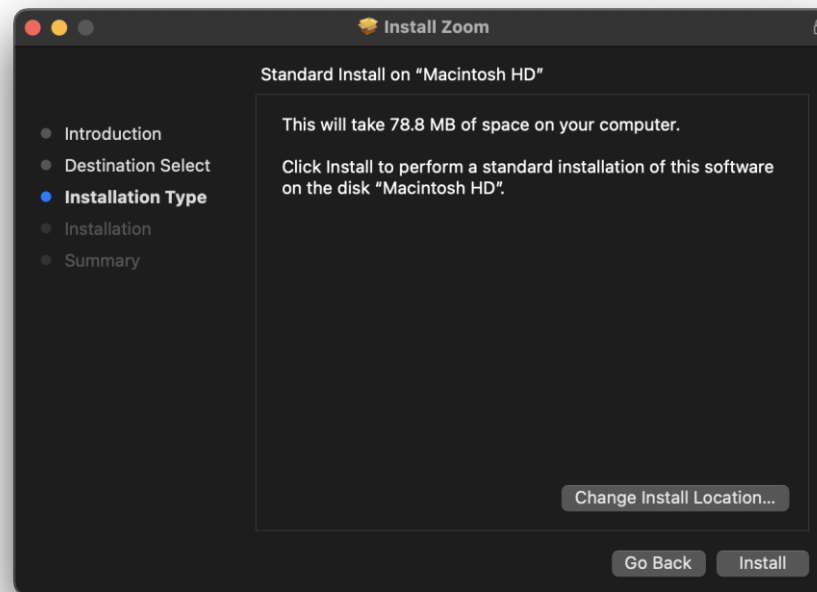 Install Zoom
Standard Install on “Macintosh HD”
Introduction
Destination Select
Installation Type
Installation
Summary
This will take 78.8 MB of space on your computer.
Click Install to perform a standard installation of this software
on the disk “Macintosh HD”.
Change Install Location...
Go Back
Install